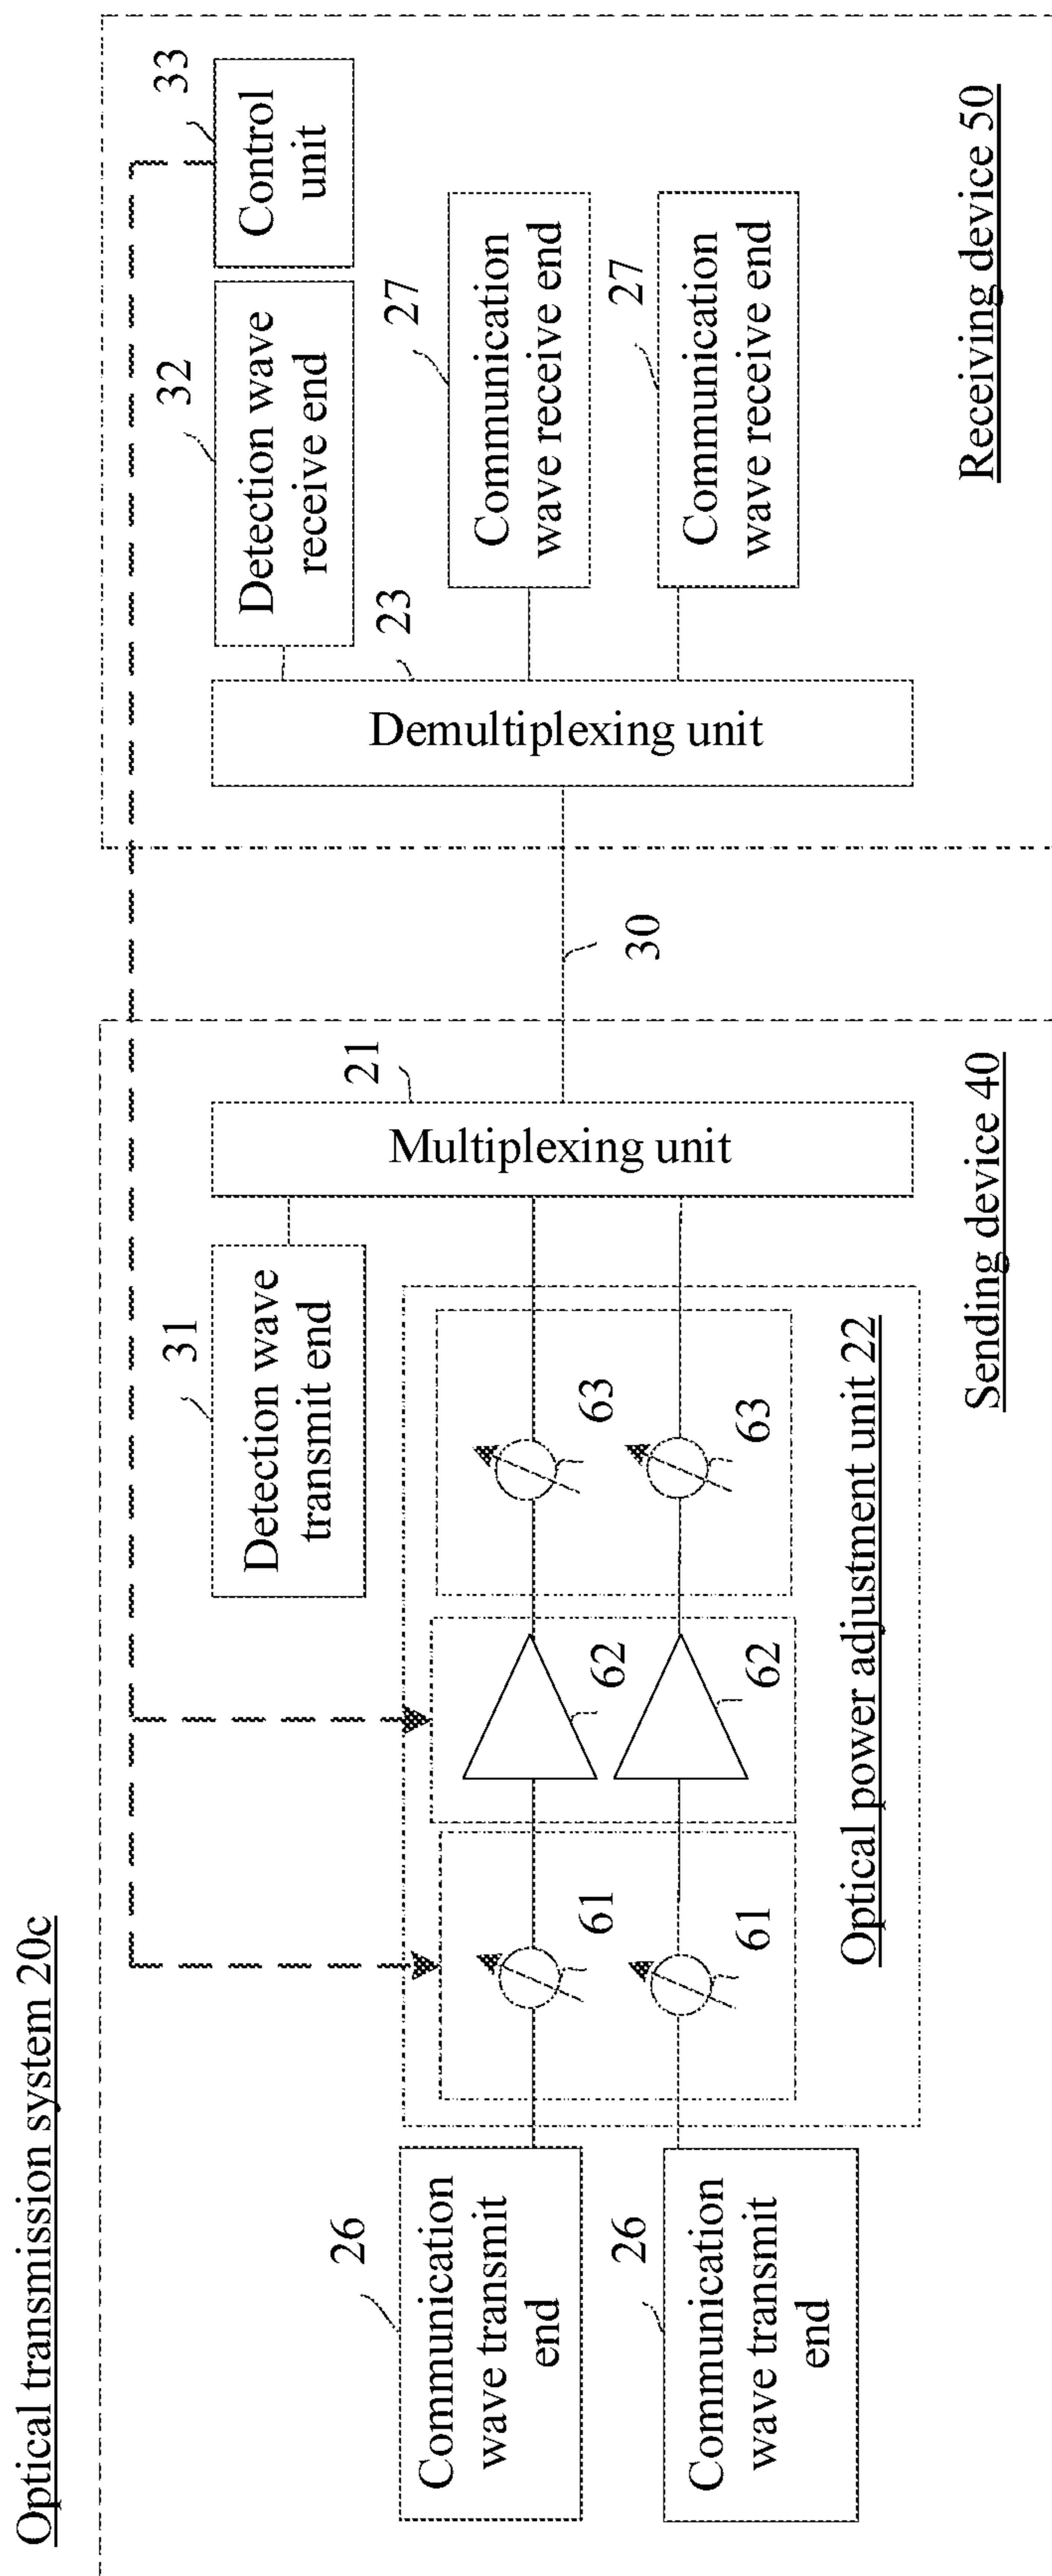 Optical transmission system 20c
26
Communication
wave transmit
end
26
Communication
wave transmit
end
61
61
62
62
63
63
Optical power adjustment unit 22
31
Detection wave
transmit end
21
Multiplexing unit
Sending device 40
30
23
Demultiplexing unit
32
Detection wave
receive end
33
Control
unit
27
Communication
wave receive end
27
Communication
wave receive end
Receiving device 50